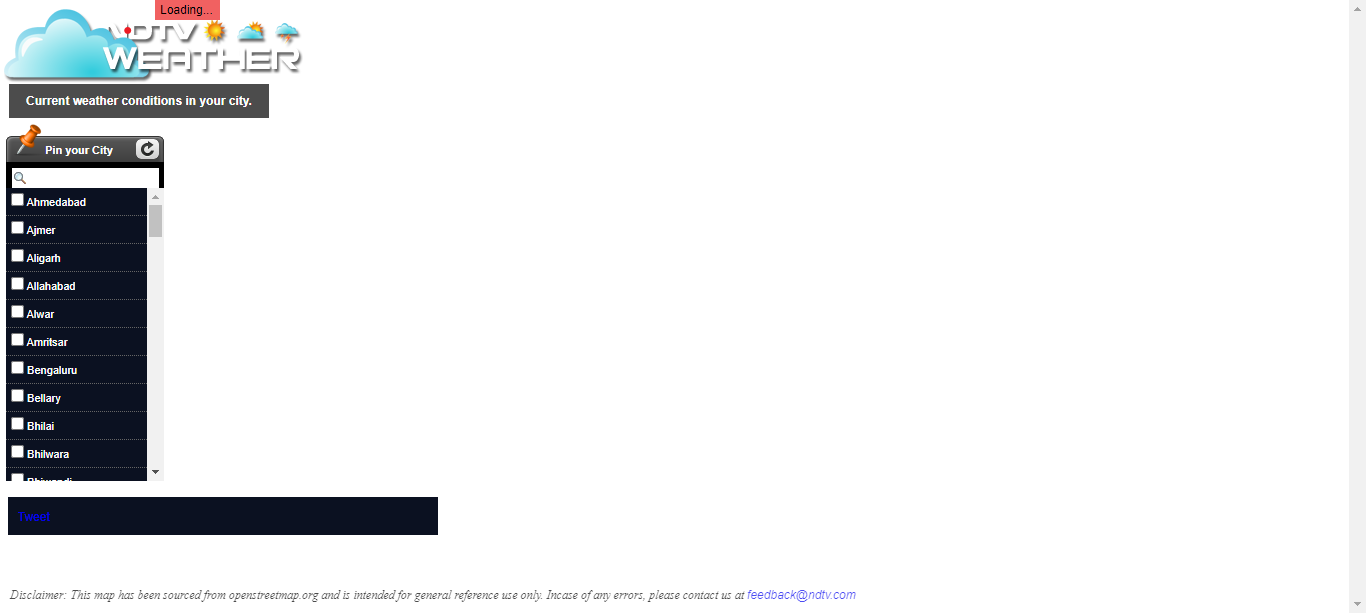 Loading...
NDTV
WEATHER
Current weather conditions in your city.
Pin your City
Ahmedabad
Ajmer
Aligarh
Allahabad
Alwar
Amritsar
Bengaluru
Bellary
Bhilai
Bhilwara
Bhiwandi
Tweet
Disclaimer: This map has been sourced from openstreetmap.org and is intended for general reference use only. Incase of any errors, please contact us at feedback@ndtv.com